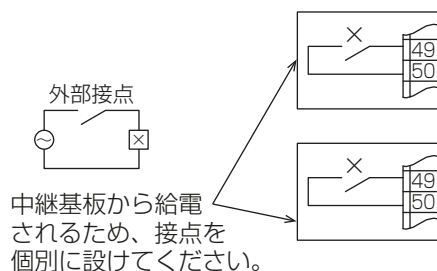 ×
49
50
外部接点
×
×
49
50
中継基板から給電
されるため、接点を
個別に設けてください。